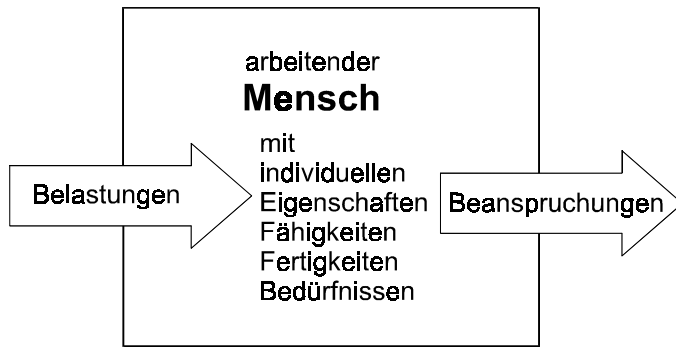 arbeitender
Mensch
mit
individuellen
Eigenschaften
Fähigkeiten
Fertigkeiten
Bedürfnissen
Belastungen
Beanspruchungen